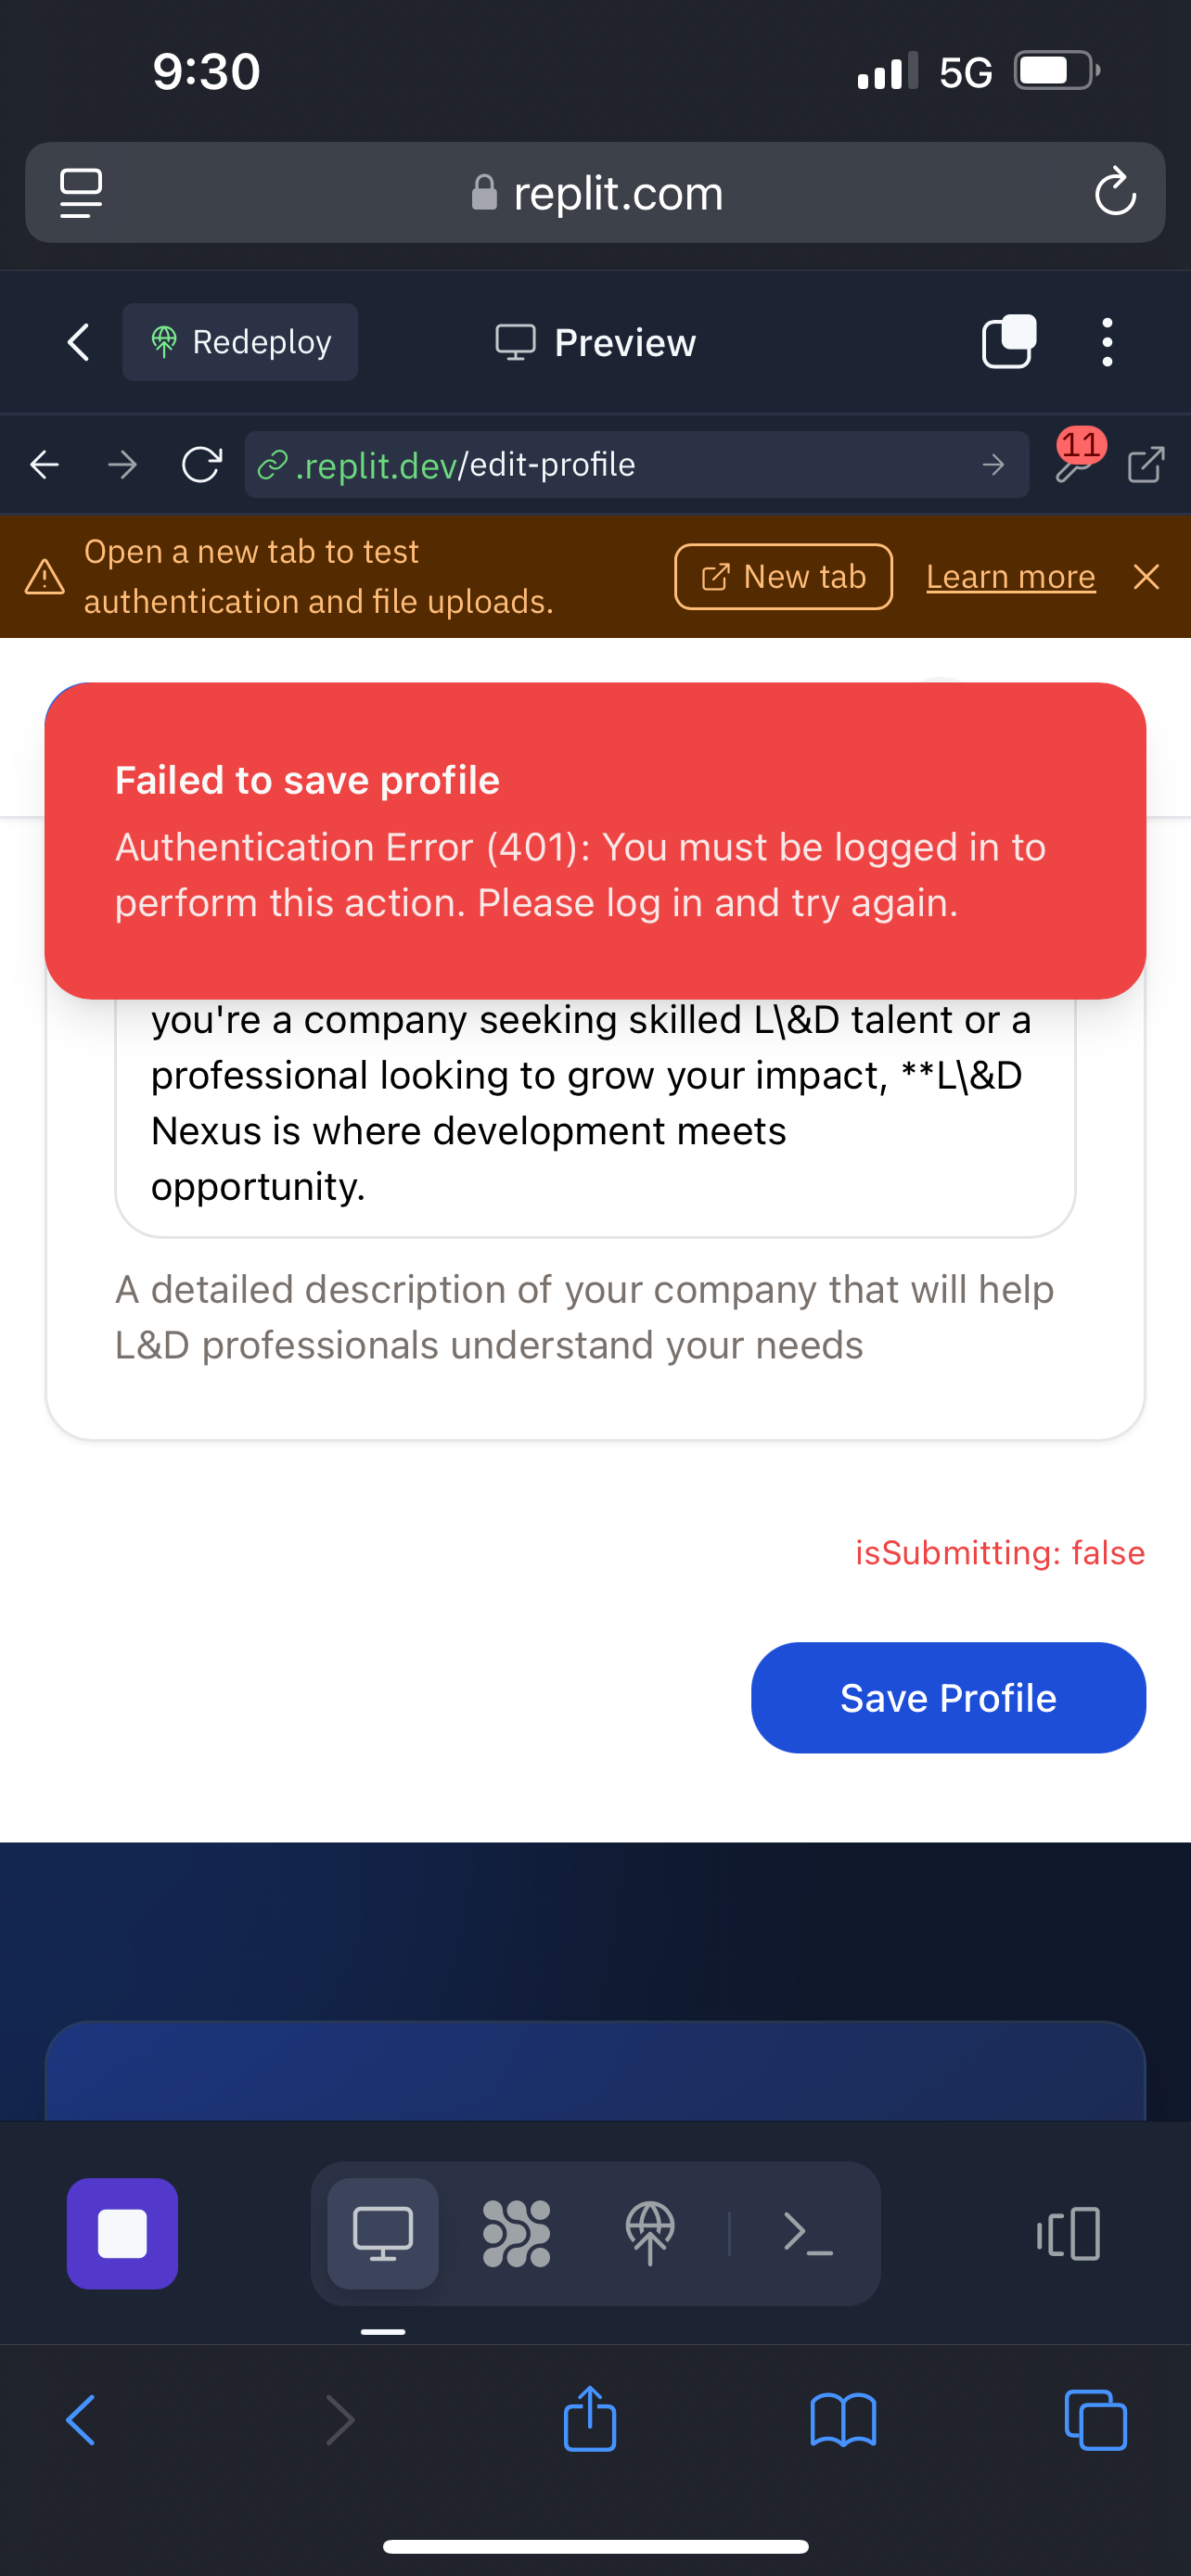 9:30
5G
replit.com
Redeploy
Preview
.replit.dev/edit-profile
11
Open a new tab to test
authentication and file uploads.
New tab
Learn more
Failed to save profile
Authentication Error (401): You must be logged in to
perform this action. Please log in and try again.
you're a company seeking skilled L\&D talent or a
professional looking to grow your impact, **L\&D
Nexus is where development meets
opportunity.
A detailed description of your company that will help
L&D professionals understand your needs
isSubmitting: false
Save Profile